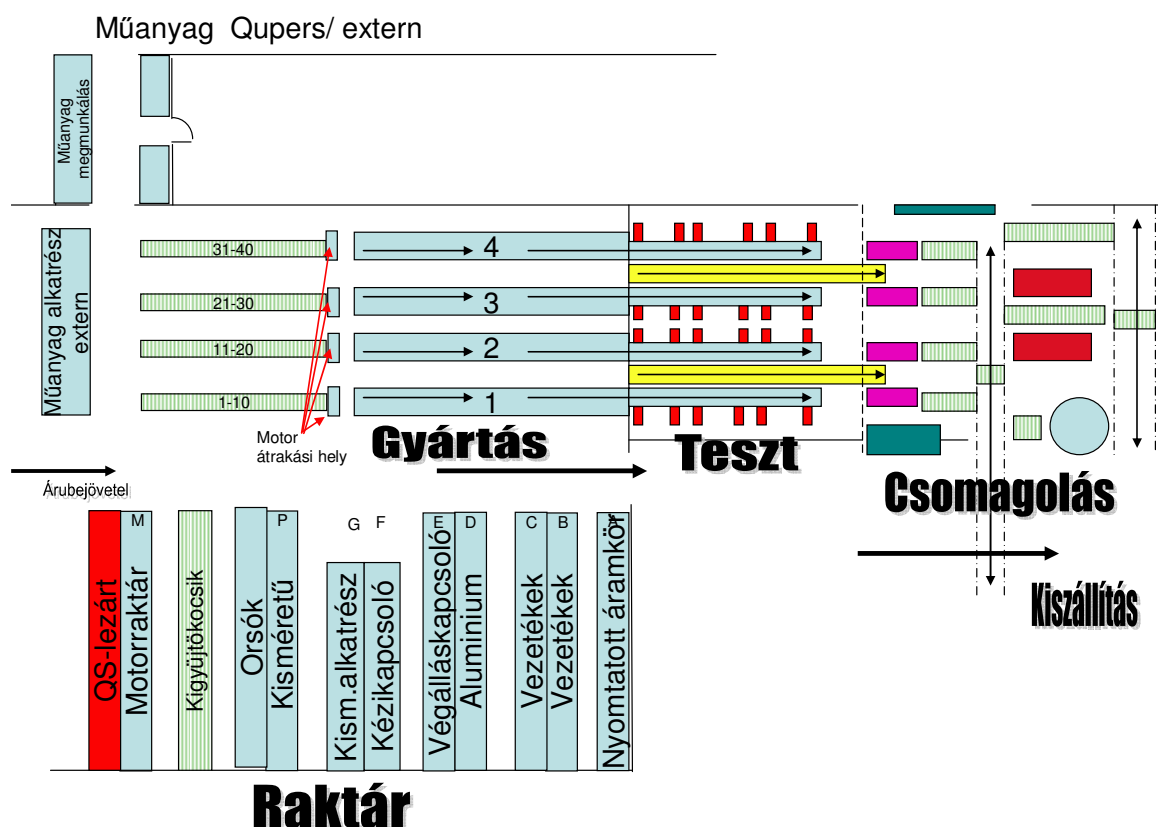 Műanyag Qupers/ extern
Műanyag
megmunkálás
Műanyag alkatrész
extern
31-40
21-30
11-20
1-10
4
3
2
1
Motor
átrakási hely
Gyártás
Teszt
Csomagolás
Árubejövetel
Kiszállítás
QS-lezárt
M
Motorraktár
Kigyüjtökocsik
Orsók
P
Kisméretű
G
Kism.alkatrész
F
Kézikapcsoló
E
Végálláskapcsoló
D
Aluminium
C
Vezetékek
B
Vezetékek
A
Nyomtatott áramkör
Raktár